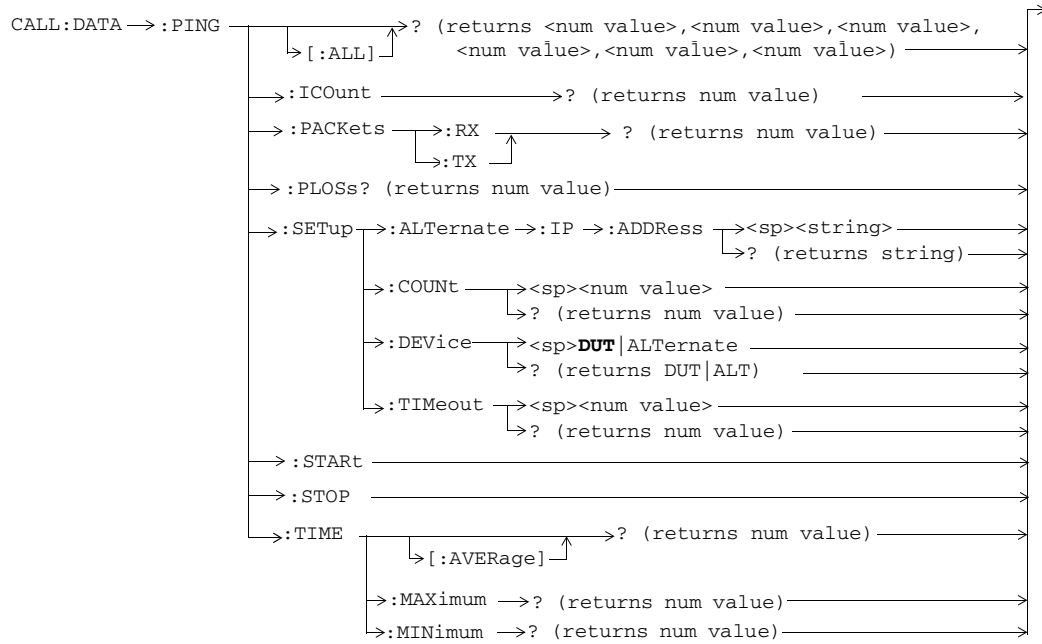 CALL:DATA :PING ? (returns <num value>,<num value>,<num value>,
[:ALL] <num value>,<num value>,<num value>)
:ICOunt ? (returns num value)
:PACKets :RX ? (returns num value)
:TX
:PLOSs? (returns num value)
:SETup :ALTernate :IP :ADDRess <sp><string>
? (returns string)
:COUNt <sp><num value>
? (returns num value)
:DEVice <sp>DUT|ALTernate
? (returns DUT|ALT)
:TIMeout <sp><num value>
? (returns num value)
:STARt
:STOP
:TIME ? (returns num value)
[:AVERage]
:MAXimum ? (returns num value)
:MINimum ? (returns num value)